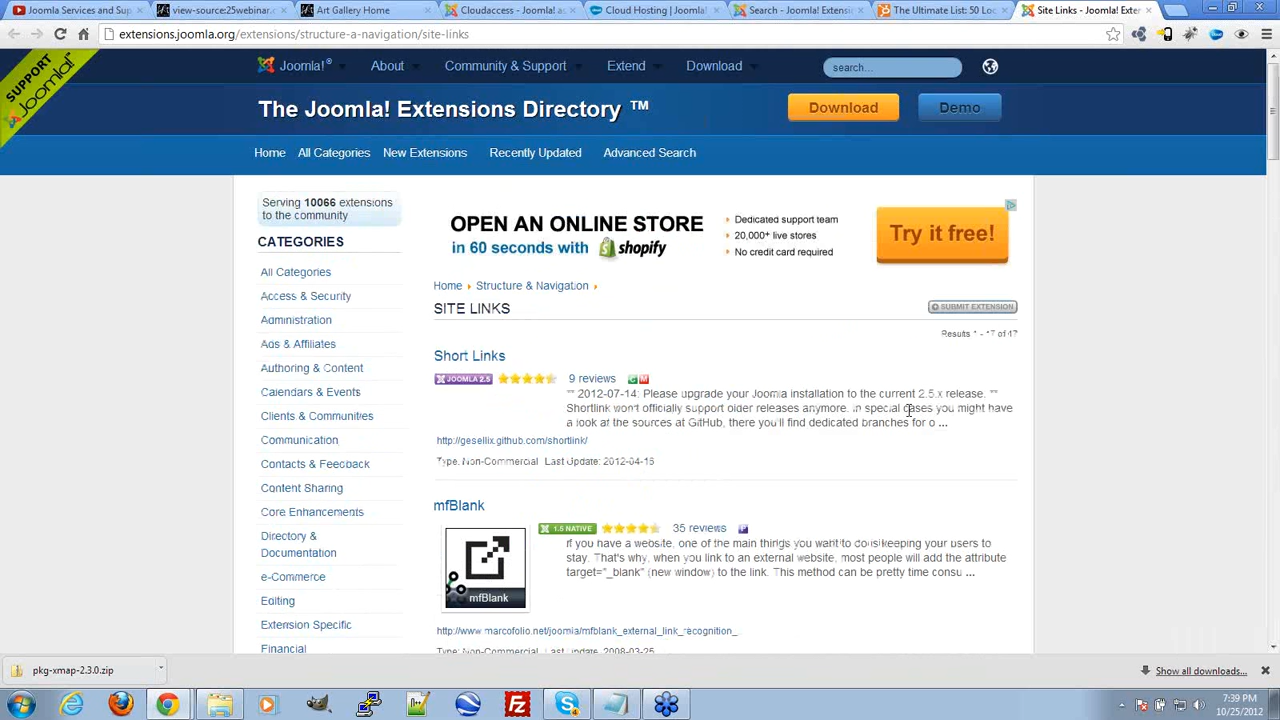 Joomla Services and Sup
view-source:25webinar.
Art Gallery Home
Cloudaccess - Joomla! a
Cloud Hosting | Joomla!
Search - Joomla! Extensio
The Ultimate List: 50 Loc
Site Links - Joomla! Exter
extensions.joomla.org/extensions/structure-a-navigation/site-links
SUPPORT
Joomla!
Joomla!® About Community & Support Extend Download search...
The Joomla! Extensions Directory ™
Download
Demo
Home All Categories New Extensions Recently Updated Advanced Search
Serving 10066 extensions
to the community
CATEGORIES
All Categories
Access & Security
Administration
Ads & Affiliates
Authoring & Content
Calendars & Events
Clients & Communities
Communication
Contacts & Feedback
Content Sharing
Core Enhancements
Directory &
Documentation
e-Commerce
Editing
Extension Specific
Financial
OPEN AN ONLINE STORE
in 60 seconds with shopify
Dedicated support team
20,000+ live stores
No credit card required
Try it free!
Home Structure & Navigation
SITE LINKS
SUBMIT EXTENSION
Results 1 - 17 of 47
Short Links
JOOMLA 2.5 9 reviews C M
** 2012-07-14: Please upgrade your Joomla installation to the current 2.5.x release. **
Shortlink won't officially support older releases anymore. In special cases you might have
a look at the sources at GitHub, there you'll find dedicated branches for o ...
http://gesellix.github.com/shortlink/
Type: Non-Commercial Last Update: 2012-04-16
mfBlank
1.5 NATIVE 35 reviews P
If you have a website, one of the main things you want to do is keeping your users to
stay. That's why, when you link to an external website, most people will add the attribute
target="_blank" (new window) to the link. This method can be pretty time consu ...
mfBlank
http://www.marcofolio.net/joomla/mfblank_external_link_recognition_
Type: Non-Commercial Last Update: 2008-03-25
pkg-xmap-2.3.0.zip
Show all downloads...
7:39 PM
10/25/2012